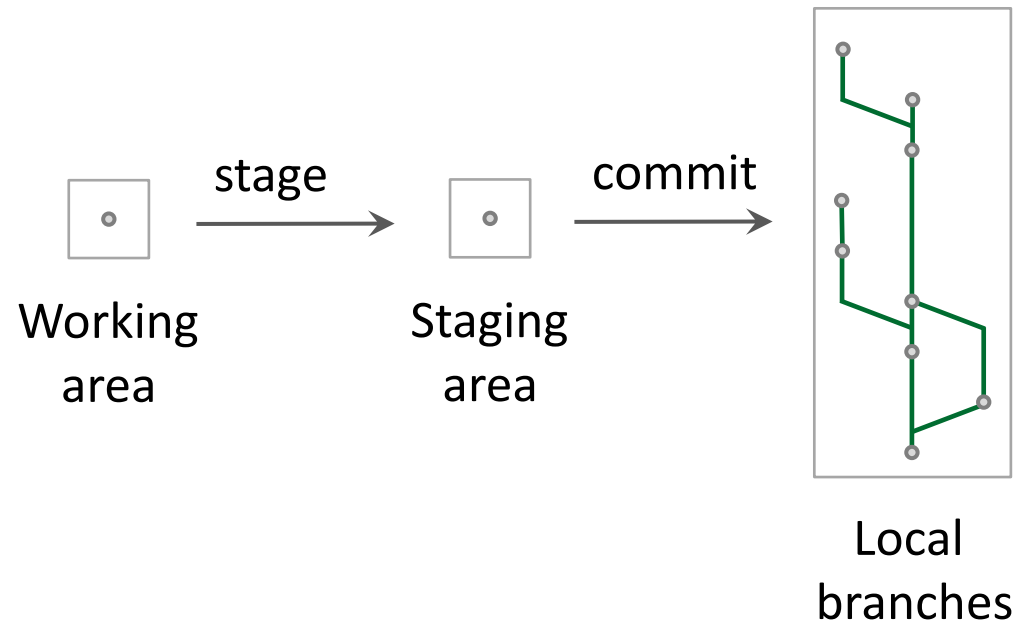 stage
commit
Working
area
Staging
area
Local
branches